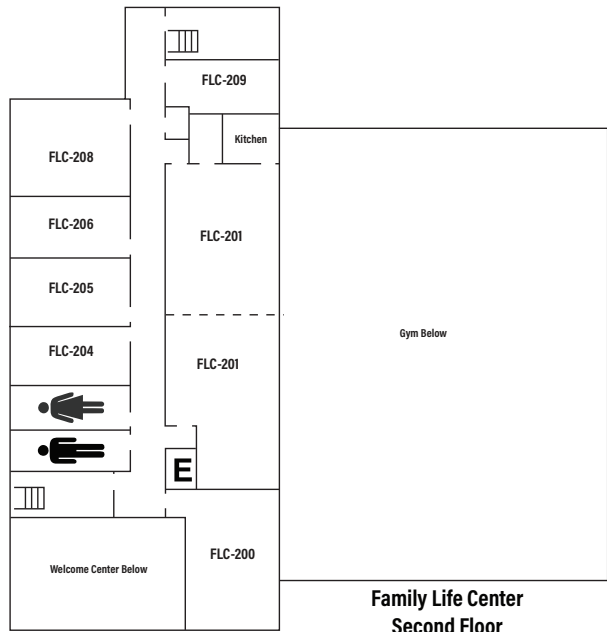 FLC-209
Kitchen
FLC-208
FLC-206
FLC-201
FLC-205
Gym Below
FLC-204
FLC-201
E
FLC-200
Welcome Center Below
Family Life Center
Second Floor